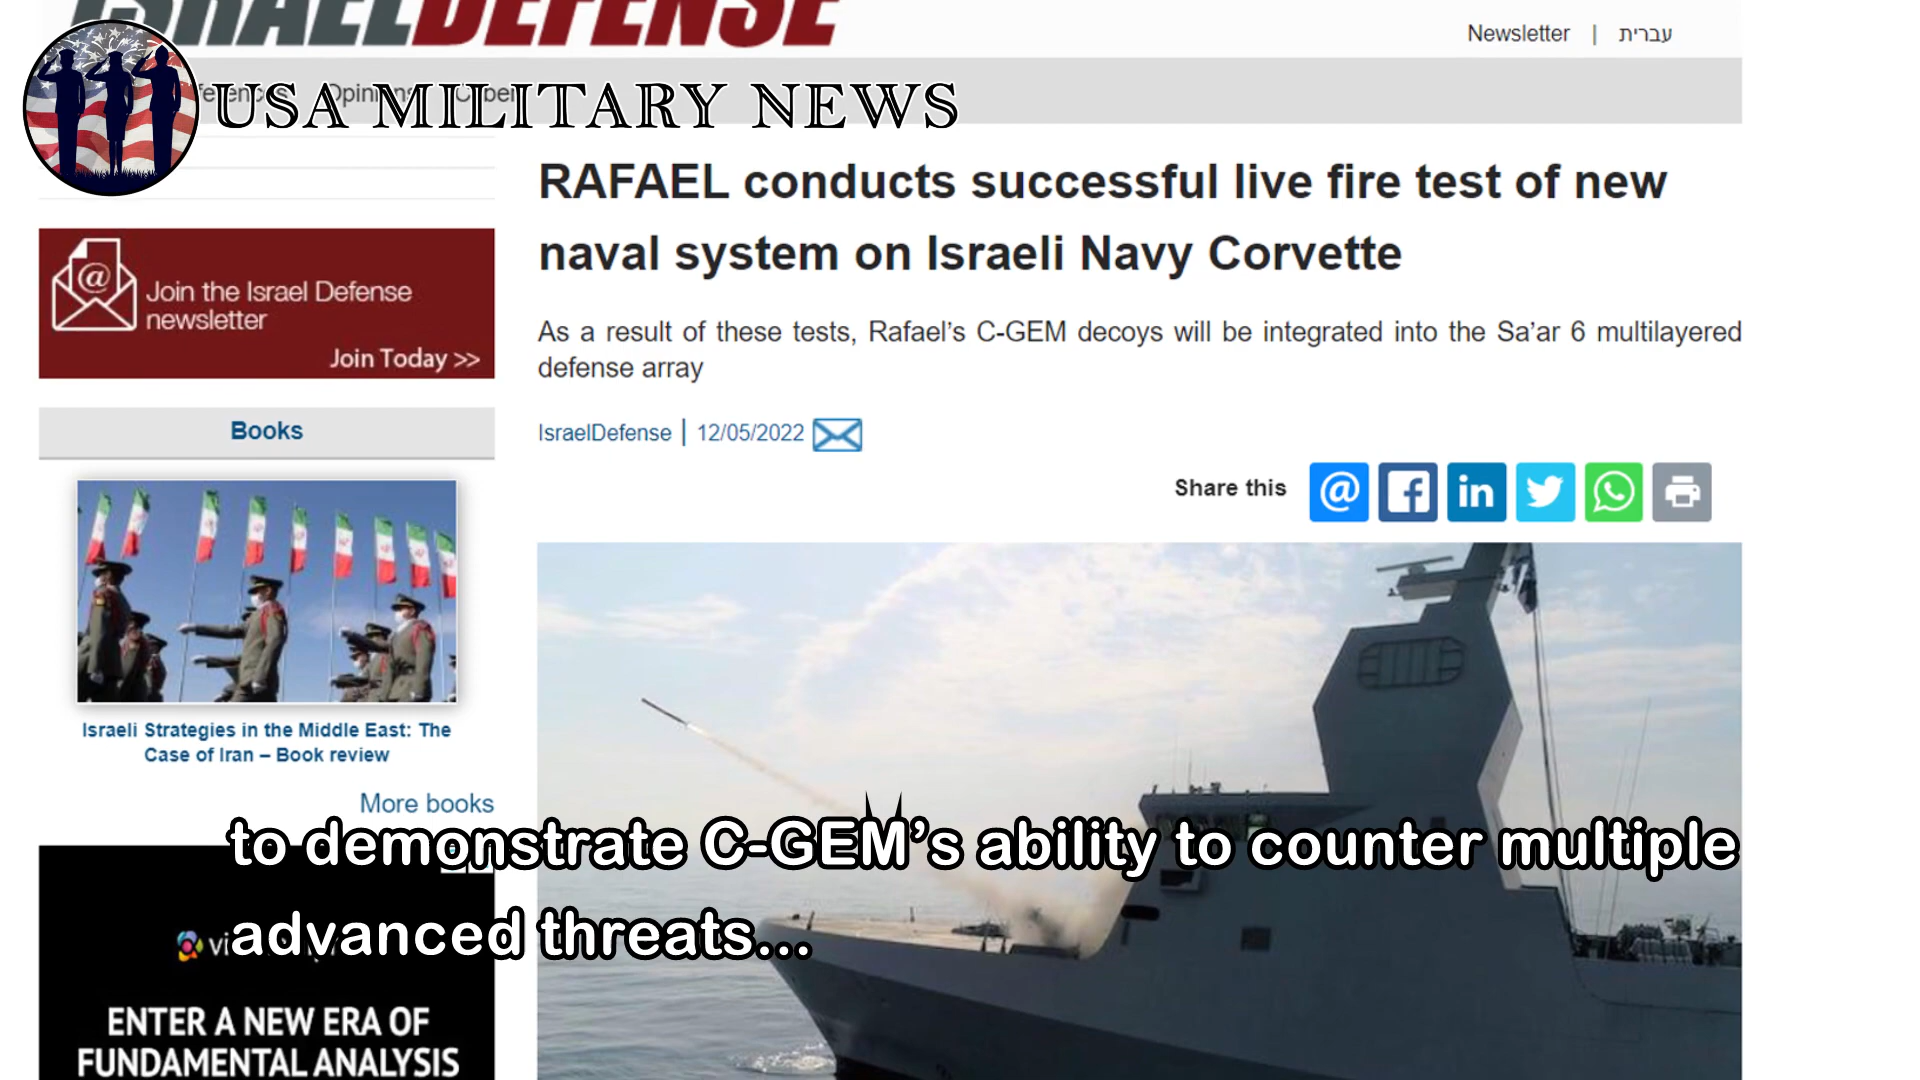 ISRAELDEFENSE
Newsletter | עברית
Opinions Cyber
USA MILITARY NEWS
RAFAEL conducts successful live fire test of new
naval system on Israeli Navy Corvette
As a result of these tests, Rafael’s C-GEM decoys will be integrated into the Sa’ar 6 multilayered
defense array
IsraelDefense | 12/05/2022
Share this
Join the Israel Defense
newsletter
Join Today >>
Books
Israeli Strategies in the Middle East: The
Case of Iran – Book review
More books
to demonstrate C-GEM’s ability to counter multiple
advanced threats...
ENTER A NEW ERA OF
FUNDAMENTAL ANALYSIS